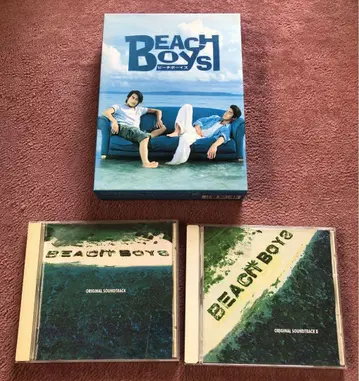 BEACH
BOYS
ビーチボーイズ
BEACH BOYS
ORIGINAL SOUNDTRACK
BEACH BOYS
ORIGINAL SOUNDTRACK II